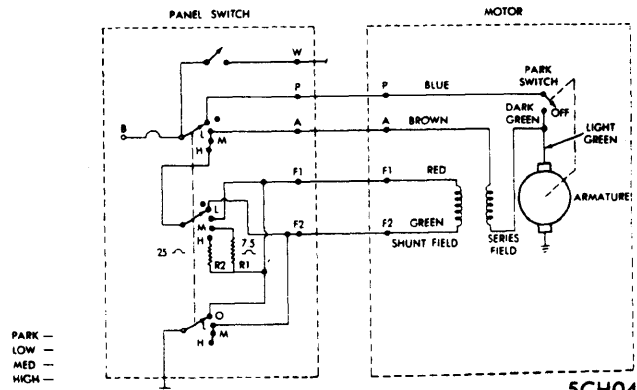 PANEL SWITCH
MOTOR
W
P
P
BLUE
PARK
SWITCH
DARK
GREEN
OFF
B
L
M
H
A
A
BROWN
LIGHT
GREEN
F1
F1
RED
ARMATURE
L
M
H
F2
F2
GREEN
SHUNT FIELD
SERIES
FIELD
25
7.5
R2
R1
O
L
M
H
PARK —
LOW —
MED —
HIGH —
5CH04